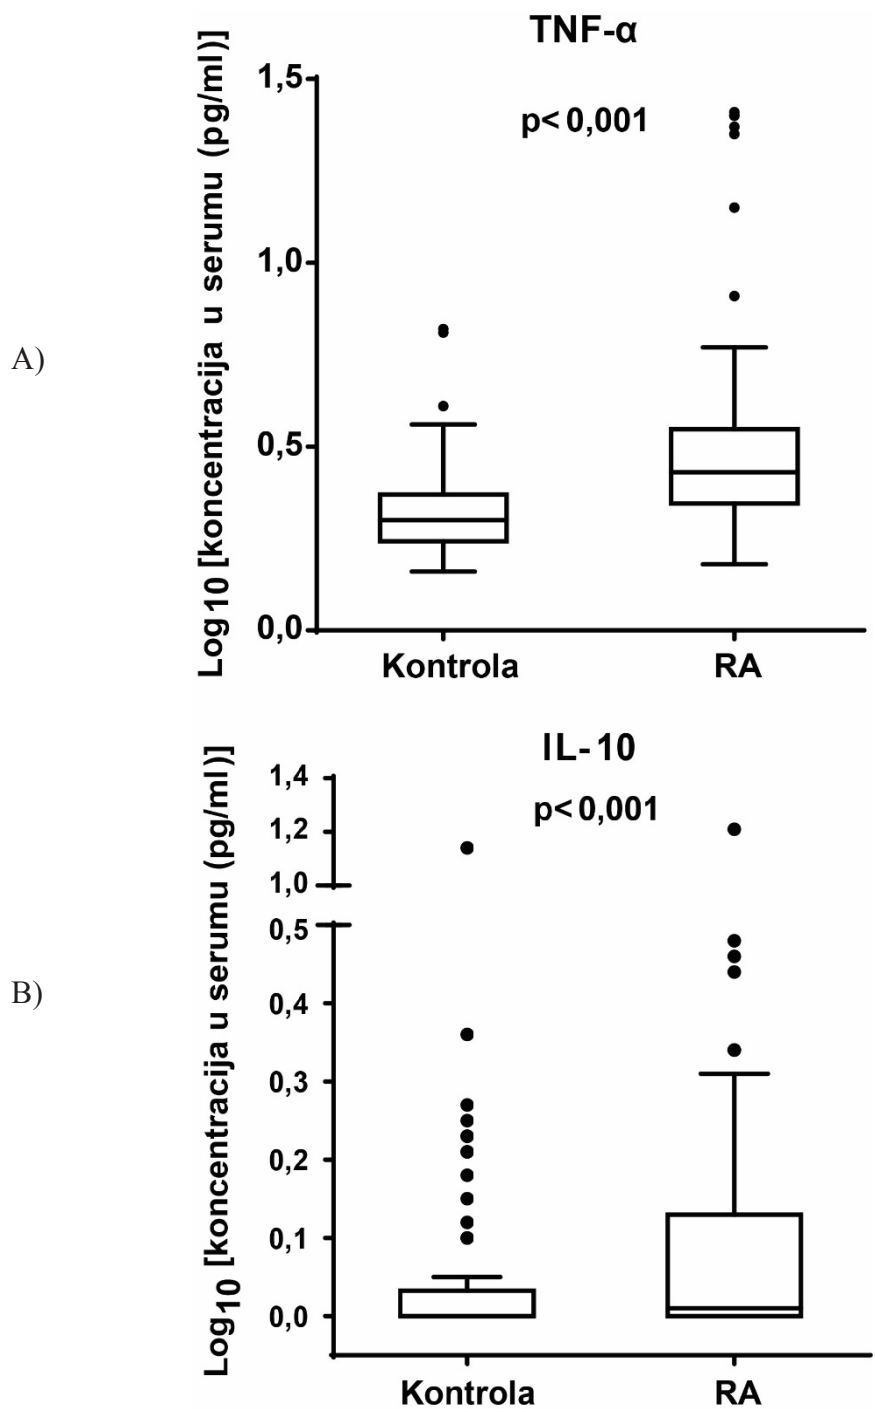 A)
TNF-α
p< 0,001
Log10 [koncentracija u serumu (pg/ml)]
1,5
1,0
0,5
0,0
Kontrola RA
B)
IL-10
p< 0,001
Log10 [koncentracija u serumu (pg/ml)]
1,4
1,2
1,0
0,5
0,4
0,3
0,2
0,1
0,0
Kontrola RA